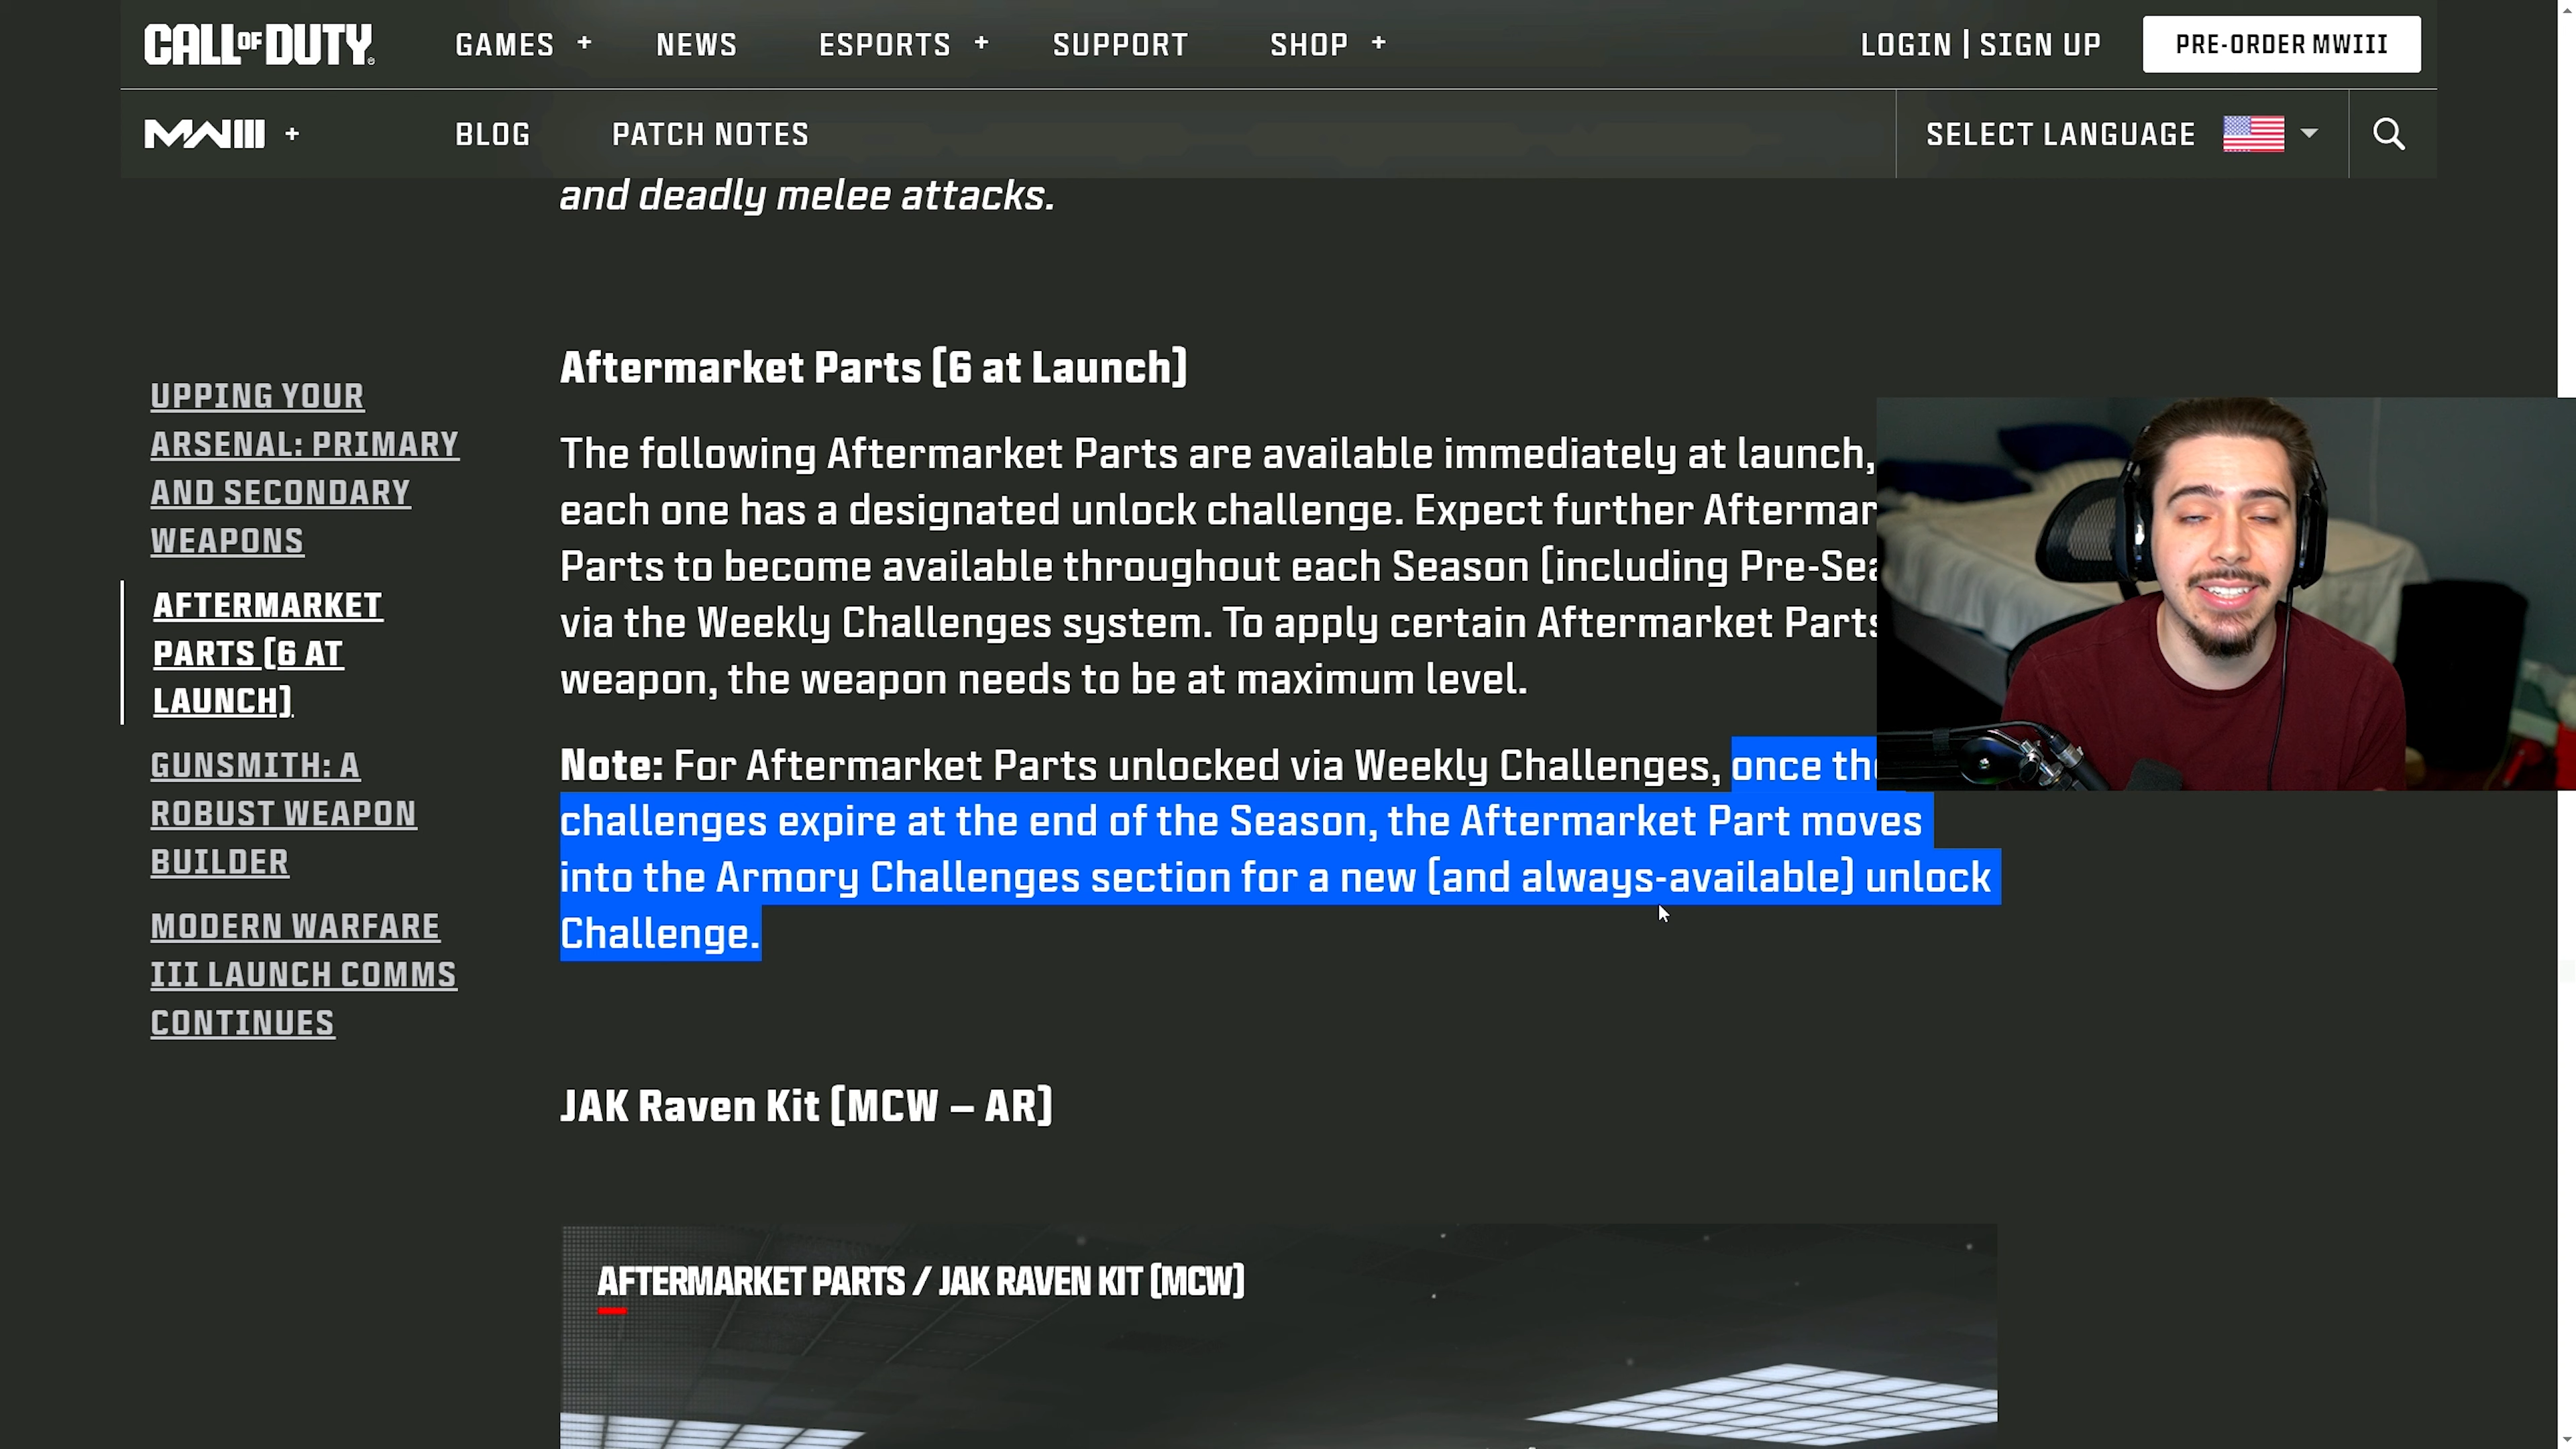 CALL OF DUTY
GAMES + NEWS ESPORTS + SUPPORT SHOP + LOGIN | SIGN UP PRE-ORDER MWIII
MWIII + BLOG PATCH NOTES SELECT LANGUAGE
and deadly melee attacks.
UPPING YOUR
ARSENAL: PRIMARY
AND SECONDARY
WEAPONS
AFTERMARKET
PARTS (6 AT
LAUNCH)
GUNSMITH: A
ROBUST WEAPON
BUILDER
MODERN WARFARE
III LAUNCH COMMS
CONTINUES
Aftermarket Parts (6 at Launch)
The following Aftermarket Parts are available immediately at launch,
each one has a designated unlock challenge. Expect further
Parts to become available throughout each Season (including
via the Weekly Challenges system. To apply certain Aftermarket Parts
weapon, the weapon needs to be at maximum level.
Note: For Aftermarket Parts unlocked via Weekly Challenges, once
challenges expire at the end of the Season, the Aftermarket Part moves
into the Armory Challenges section for a new (and always-available) unlock
Challenge.
JAK Raven Kit (MCW – AR)
AFTERMARKET PARTS / JAK RAVEN KIT (MCW)